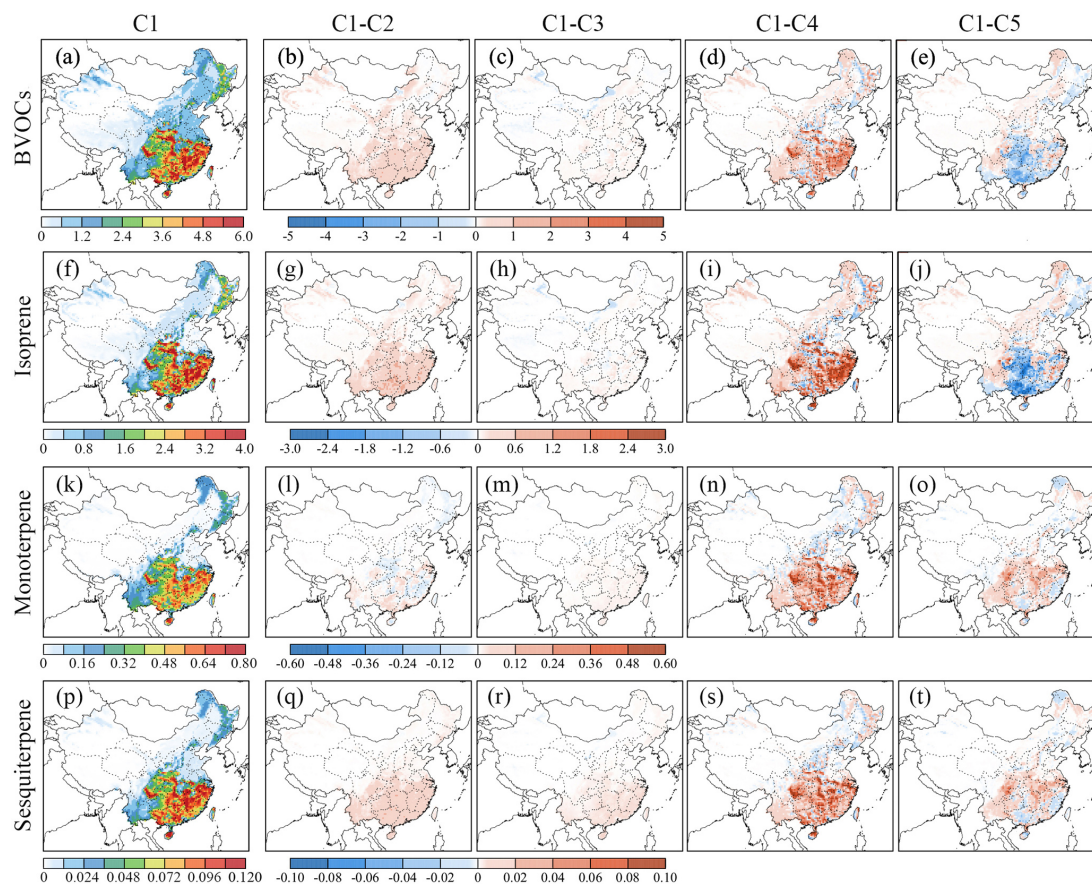 C1 C1-C2 C1-C3 C1-C4 C1-C5
BVOCs (a) (b) (c) (d) (e)
0 1.2 2.4 3.6 4.8 6.0 -5 -4 -3 -2 -1 0 1 2 3 4 5
Isoprene (f) (g) (h) (i) (j)
0 0.8 1.6 2.4 3.2 4.0 -3.0 -2.4 -1.8 -1.2 -0.6 0 0.6 1.2 1.8 2.4 3.0
Monoterpene (k) (l) (m) (n) (o)
0 0.16 0.32 0.48 0.64 0.80 -0.60 -0.48 -0.36 -0.24 -0.12 0 0.12 0.24 0.36 0.48 0.60
Sesquiterpene (p) (q) (r) (s) (t)
0 0.024 0.048 0.072 0.096 0.120 -0.10 -0.08 -0.06 -0.04 -0.02 0 0.02 0.04 0.06 0.08 0.10